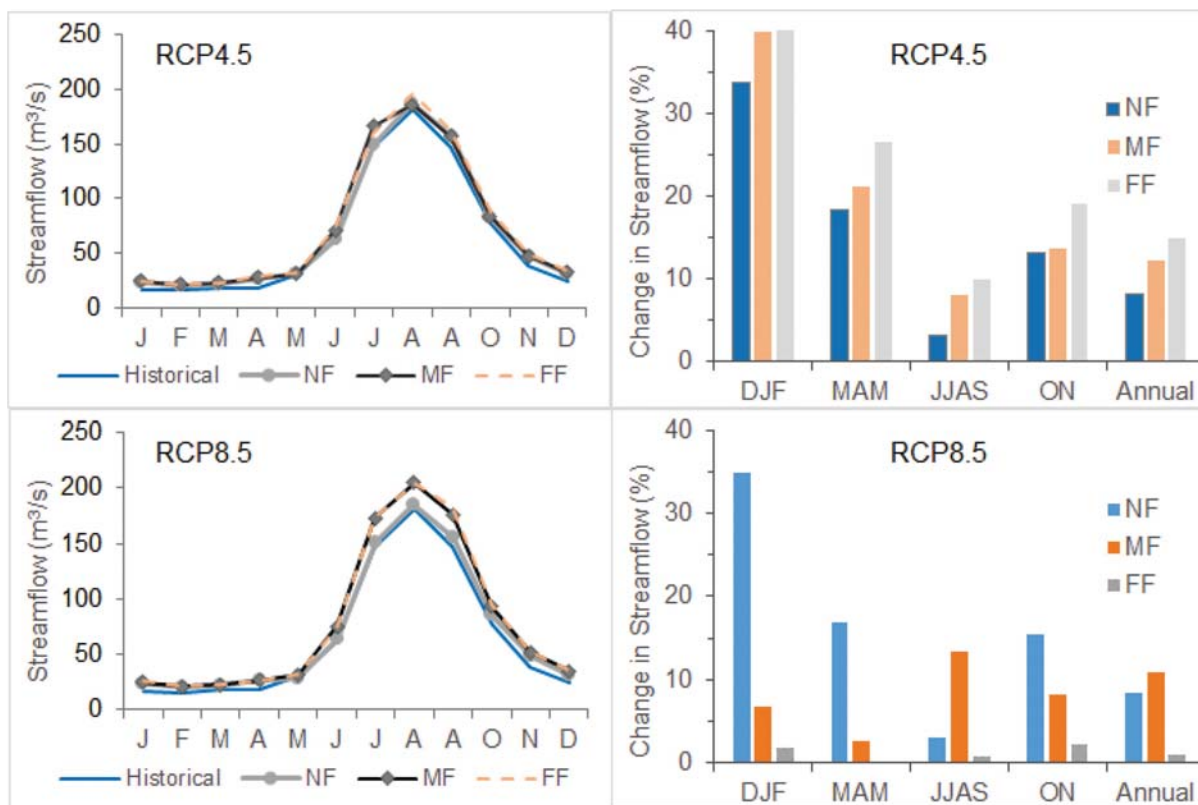 RCP4.5
Streamflow (m³/s)
250
200
150
100
50
0
J F M A M J J A A O N D
Historical NF MF FF
RCP4.5
Change in Streamflow (%)
40
30
20
10
0
NF
MF
FF
DJF MAM JJAS ON Annual
RCP8.5
Streamflow (m³/s)
250
200
150
100
50
0
J F M A M J J A A O N D
Historical NF MF FF
RCP8.5
Change in Streamflow (%)
40
30
20
10
0
NF
MF
FF
DJF MAM JJAS ON Annual